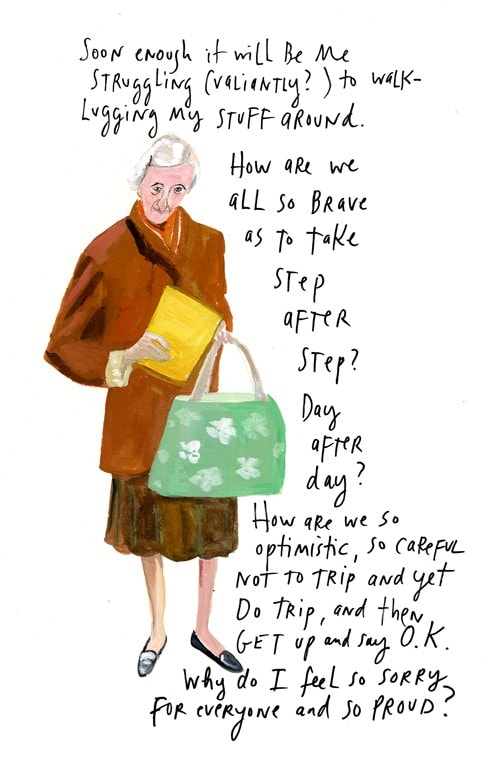 Soon enough it will Be Me
STRuggling (valiantly?) to walk–
Lugging My STUFF aROUND.
How are we
all so Brave
as to take
STep
aFTeR
STep?
Day
aFTeR
day?
How are we so
optimistic, so CaReFUL
NOT TO TRip and yet
Do TRip, and then
GET up and say O.K.
Why do I feel so soRRy
FOR everyone and so PROUD?